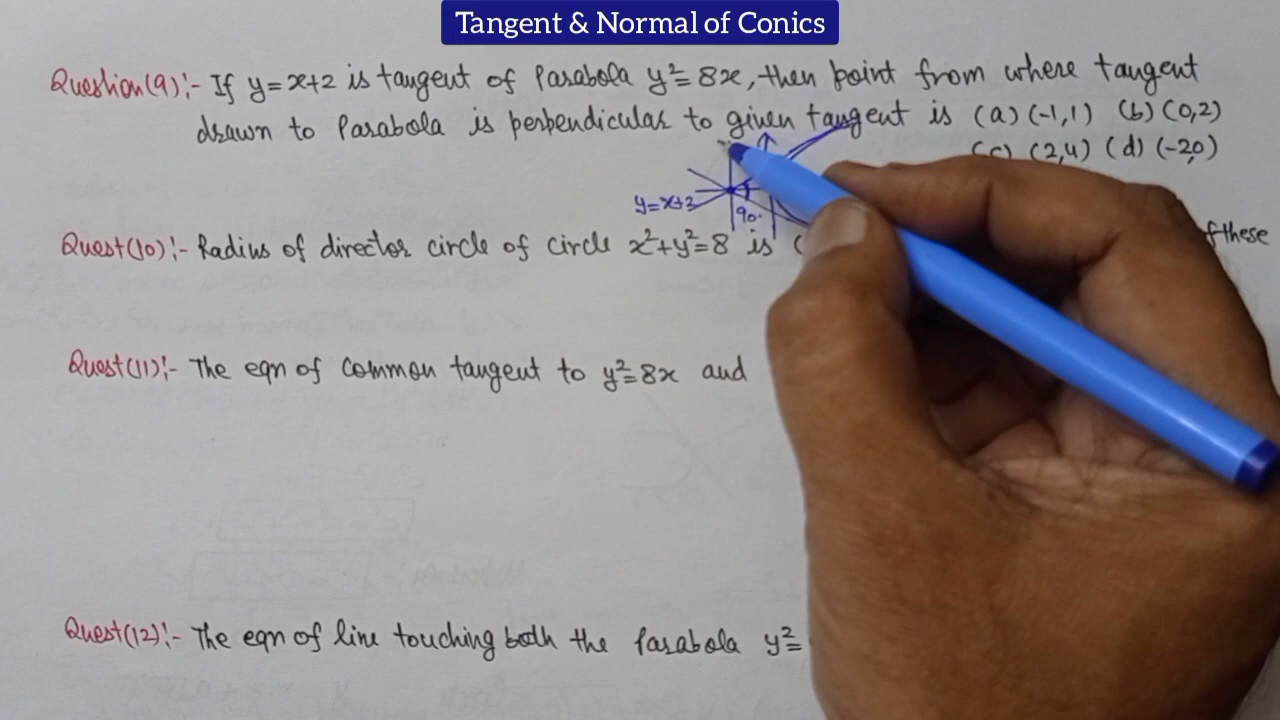 Tangent & Normal of Conics
Question(9):- If y=x+2 is tangent of Parabola y²=8x, then point from where tangent
drawn to Parabola is perpendicular to given tangent is (a) (-1,1) (b) (0,2)
(c) (2,4) (d) (-2,0)
y=x+2
90°
Quest(10):- Radius of director circle of circle x²+y²=8 is ( these
Quest(11):- The eqn of common tangent to y²=8x and
Quest(12):- The eqn of line touching both the Parabola y²=